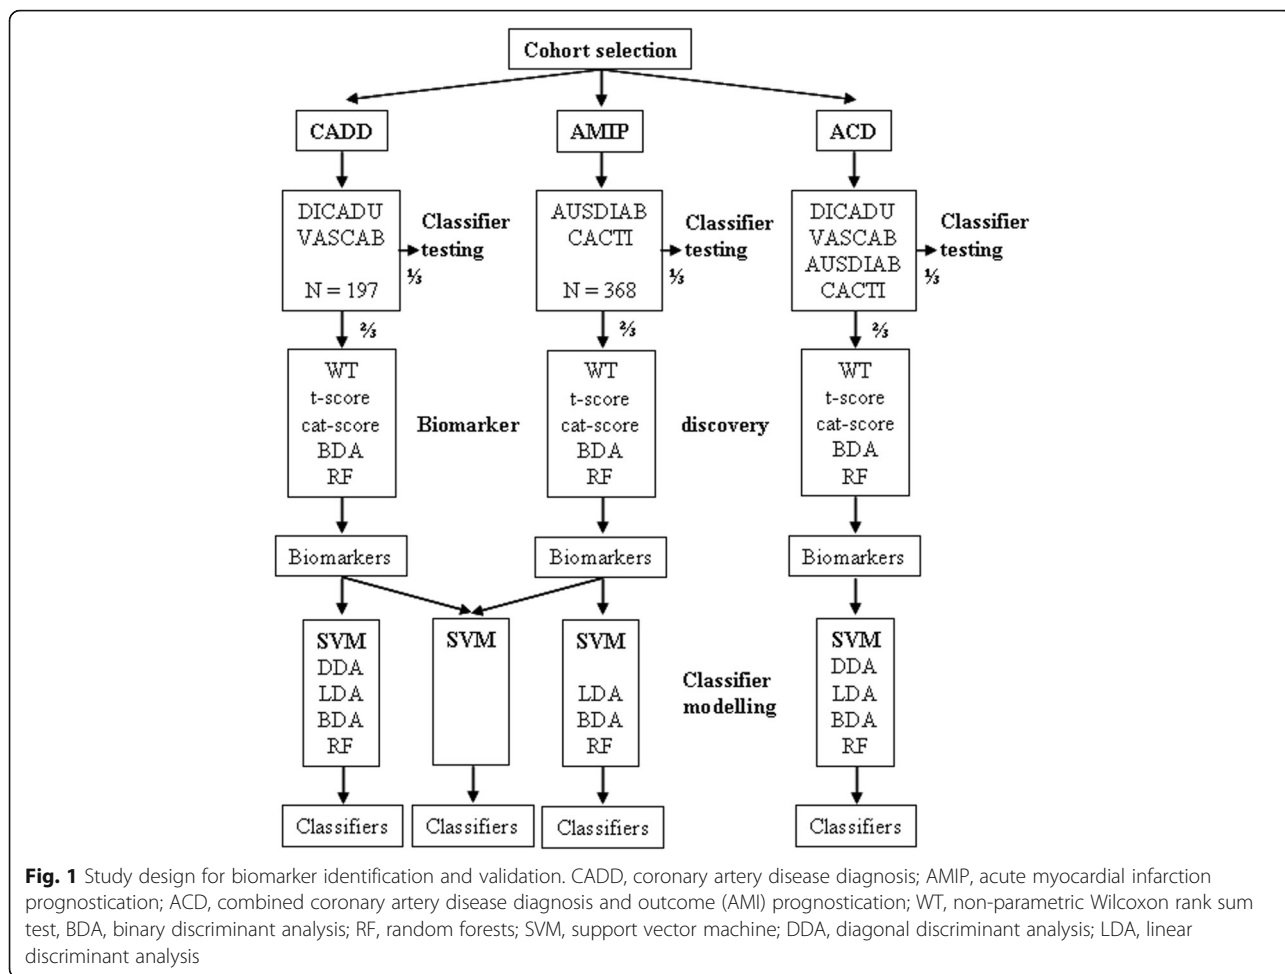 Cohort selection
CADD
AMIP
ACD
DICADU
VASCAB
N = 197
Classifier
testing
⅓
AUSDIAB
CACTI
N = 368
Classifier
testing
⅓
DICADU
VASCAB
AUSDIAB
CACTI
Classifier
testing
⅓
⅔
⅔
⅔
WT
t-score
cat-score
BDA
RF
Biomarker
WT
t-score
cat-score
BDA
RF
discovery
WT
t-score
cat-score
BDA
RF
Biomarkers
Biomarkers
Biomarkers
SVM
DDA
LDA
BDA
RF
SVM
SVM
LDA
BDA
RF
Classifier
modelling
SVM
DDA
LDA
BDA
RF
Classifiers
Classifiers
Classifiers
Classifiers
Fig. 1 Study design for biomarker identification and validation. CADD, coronary artery disease diagnosis; AMIP, acute myocardial infarction
prognostication; ACD, combined coronary artery disease diagnosis and outcome (AMI) prognostication; WT, non-parametric Wilcoxon rank sum
test, BDA, binary discriminant analysis; RF, random forests; SVM, support vector machine; DDA, diagonal discriminant analysis; LDA, linear
discriminant analysis